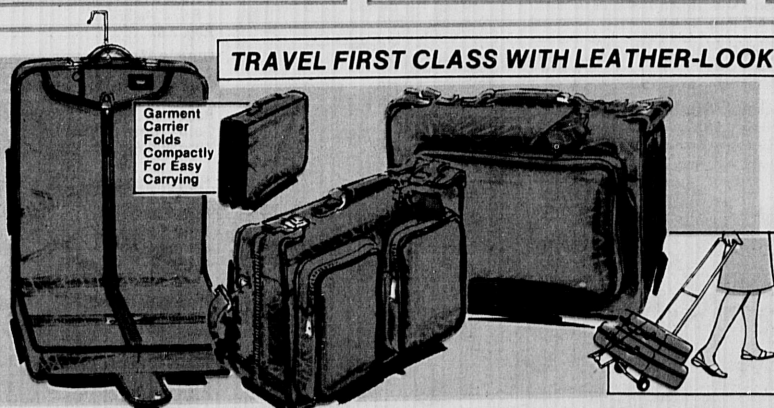 TRAVEL FIRST CLASS WITH LEATHER-LOOK
Garment
Carrier
Folds
Compactly
For Easy
Carrying